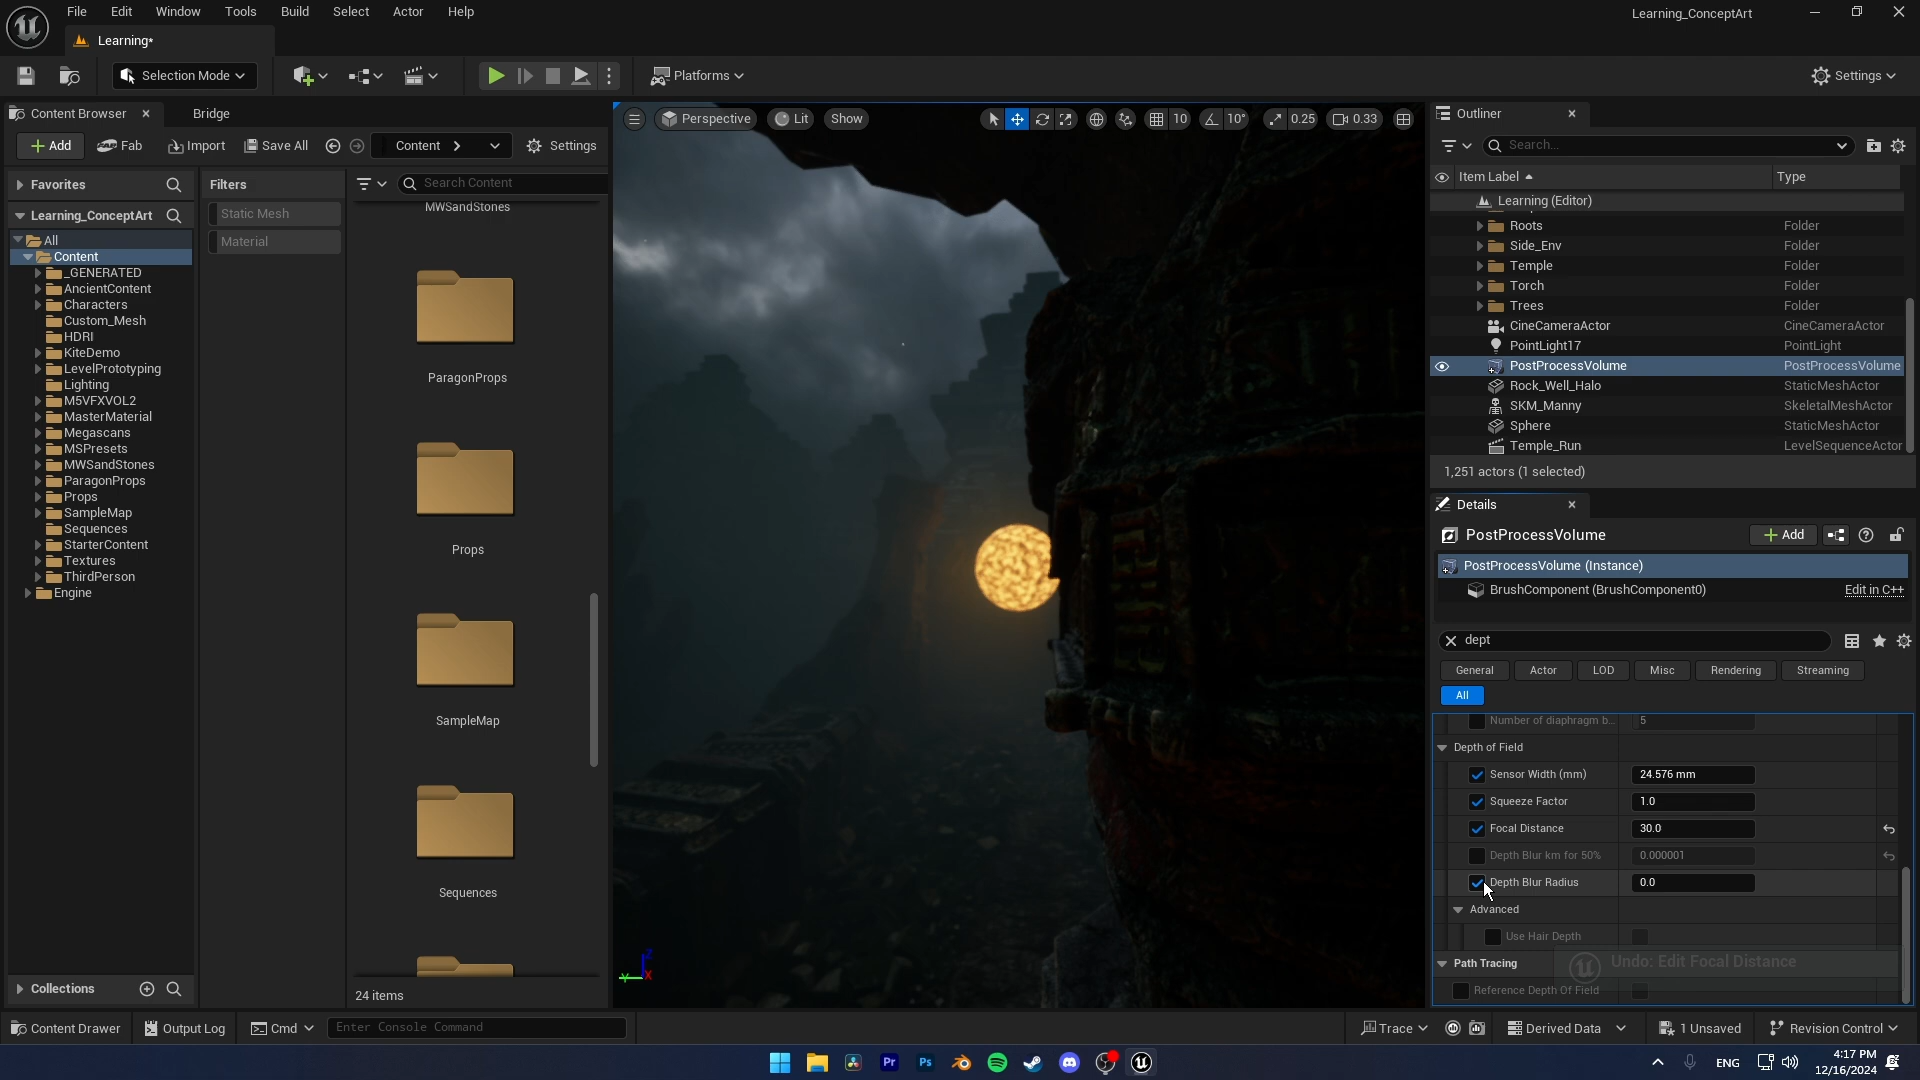 File Edit Window Tools Build Select Actor Help
Learning_ConceptArt
Learning*
Selection Mode
Platforms
Settings
Content Browser
Bridge
Add
Fab
Import
Save All
Content
Settings
Favorites
Learning_ConceptArt
All
Content
_GENERATED
AncientContent
Characters
Custom_Mesh
HDRI
KiteDemo
LevelPrototyping
Lighting
M5VFXVOL2
MasterMaterial
Megascans
MSPresets
MWSandStones
ParagonProps
Props
SampleMap
Sequences
StarterContent
Textures
ThirdPerson
Engine
Collections
Filters
Static Mesh
Material
Search Content
MWSandStones
ParagonProps
Props
SampleMap
Sequences
24 items
Perspective
Lit
Show
10
10°
0.25
0.33
Outliner
Search...
Item Label
Type
Learning (Editor)
Roots Folder
Side_Env Folder
Temple Folder
Torch Folder
Trees Folder
CineCameraActor CineCameraActor
PointLight17 PointLight
PostProcessVolume PostProcessVolume
Rock_Well_Halo StaticMeshActor
SKM_Manny SkeletalMeshActor
Sphere StaticMeshActor
Temple_Run LevelSequenceActor
1,251 actors (1 selected)
Details
PostProcessVolume
Add
PostProcessVolume (Instance)
BrushComponent (BrushComponent0)
Edit in C++
dept
General
Actor
LOD
Misc
Rendering
Streaming
All
Number of diaphragm b... 5
Depth of Field
Sensor Width (mm) 24.576 mm
Squeeze Factor 1.0
Focal Distance 30.0
Depth Blur km for 50% 0.000001
Depth Blur Radius 0.0
Advanced
Use Hair Depth
Path Tracing
Undo: Edit Focal Distance
Reference Depth Of Field
Content Drawer
Output Log
Cmd
Enter Console Command
Trace
Derived Data
1 Unsaved
Revision Control
Pr
Ps
ENG
4:17 PM
12/16/2024